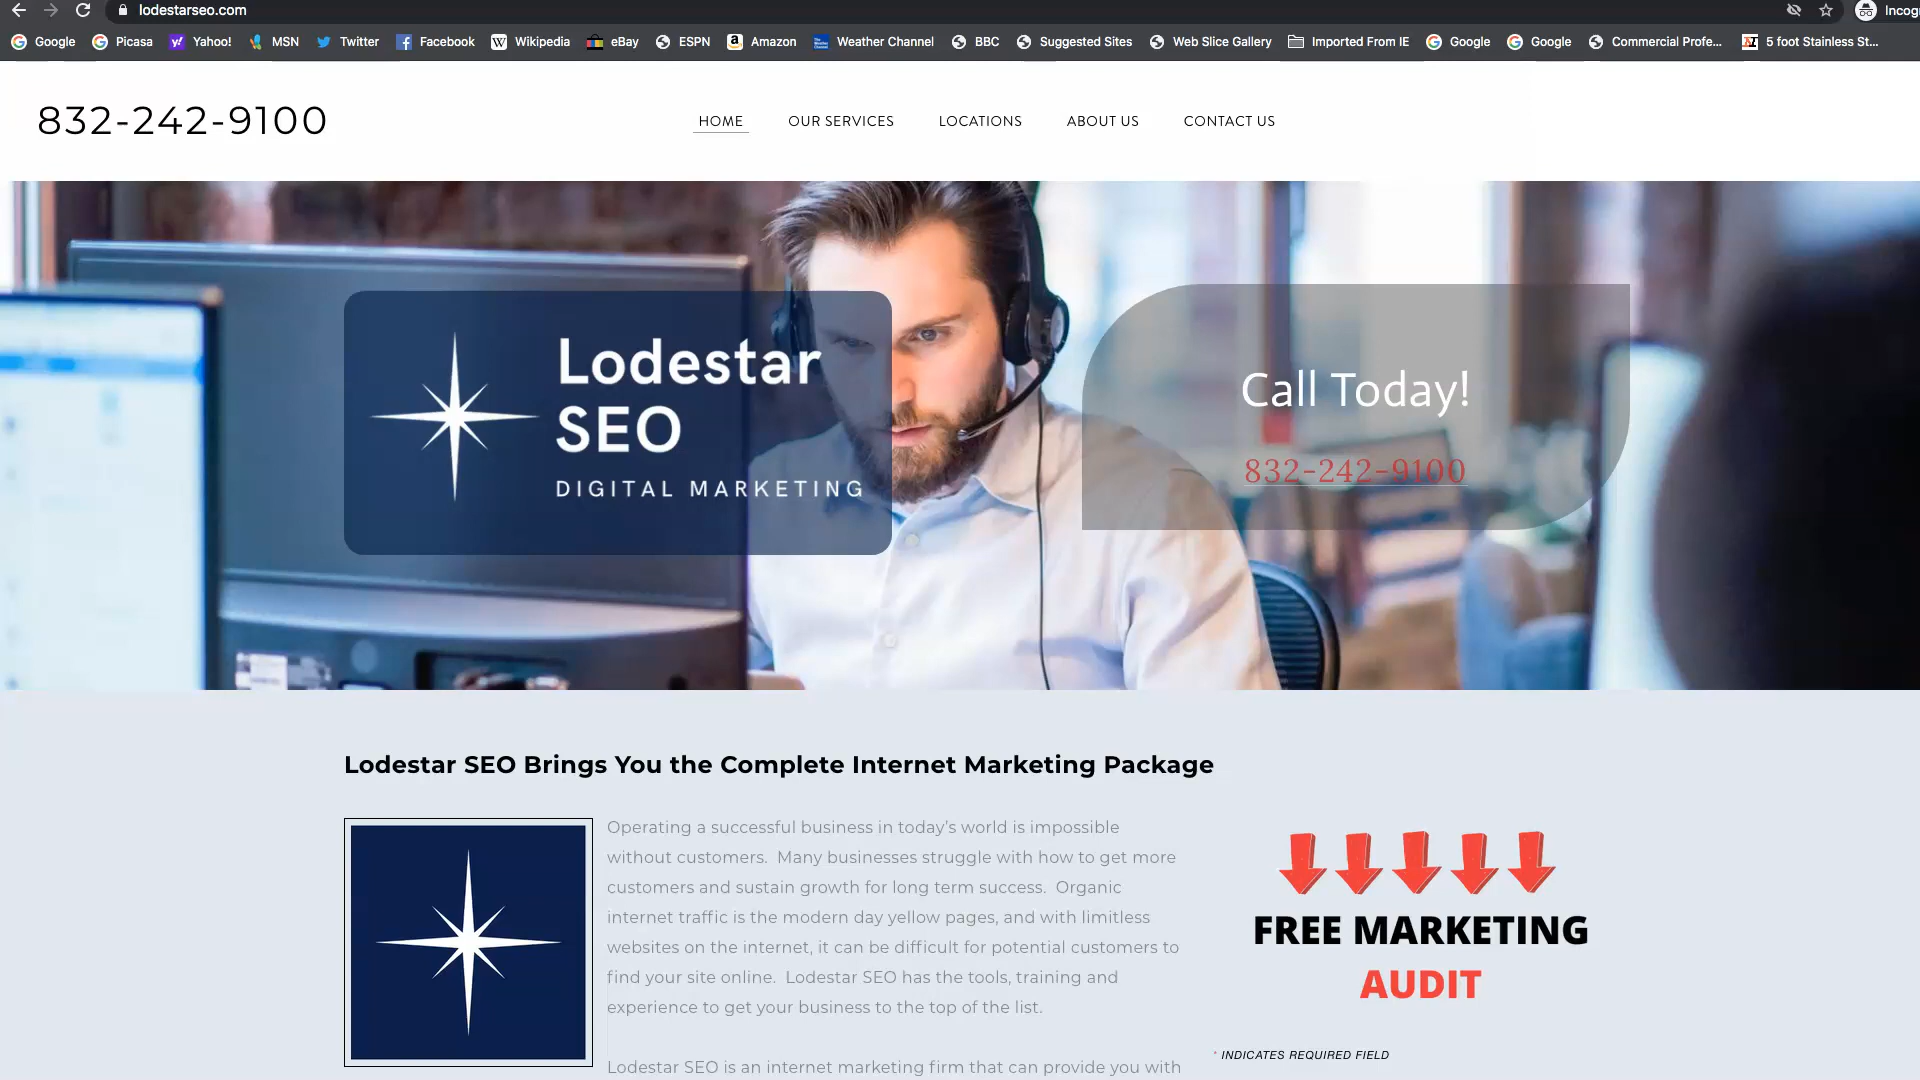 lodestarseo.com
Incog
Google Picasa Yahoo! MSN Twitter Facebook Wikipedia eBay ESPN Amazon Weather Channel BBC Suggested Sites Web Slice Gallery Imported From IE Google Google Commercial Profe... 5 foot Stainless St...
832-242-9100
HOME OUR SERVICES LOCATIONS ABOUT US CONTACT US
Lodestar
SEO
DIGITAL MARKETING
Call Today!
832-242-9100
Lodestar SEO Brings You the Complete Internet Marketing Package
Operating a successful business in today's world is impossible
without customers. Many businesses struggle with how to get more
customers and sustain growth for long term success. Organic
internet traffic is the modern day yellow pages, and with limitless
websites on the internet, it can be difficult for potential customers to
find your site online. Lodestar SEO has the tools, training and
experience to get your business to the top of the list.
Lodestar SEO is an internet marketing firm that can provide you with
FREE MARKETING
AUDIT
* INDICATES REQUIRED FIELD